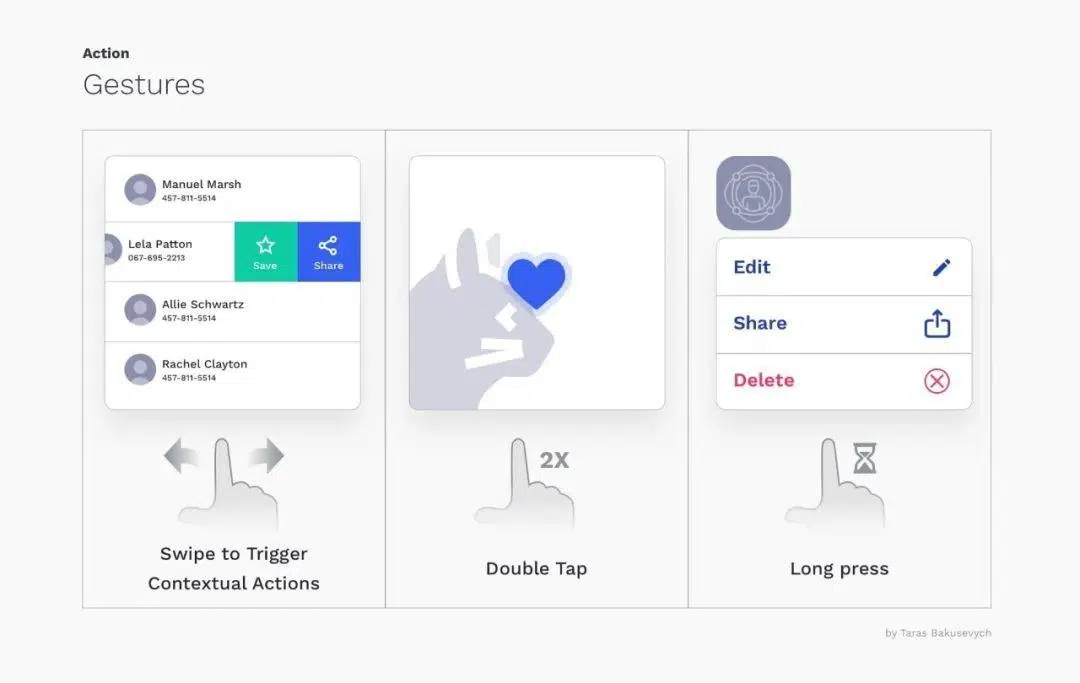 Action
Gestures
Manuel Marsh
457-811-5514
Lela Patton
067-695-2213
Save
Share
Allie Schwartz
457-811-5514
Rachel Clayton
457-811-5514
Swipe to Trigger
Contextual Actions
2X
Double Tap
Edit
Share
Delete
Long press
by Taras Bakusevych